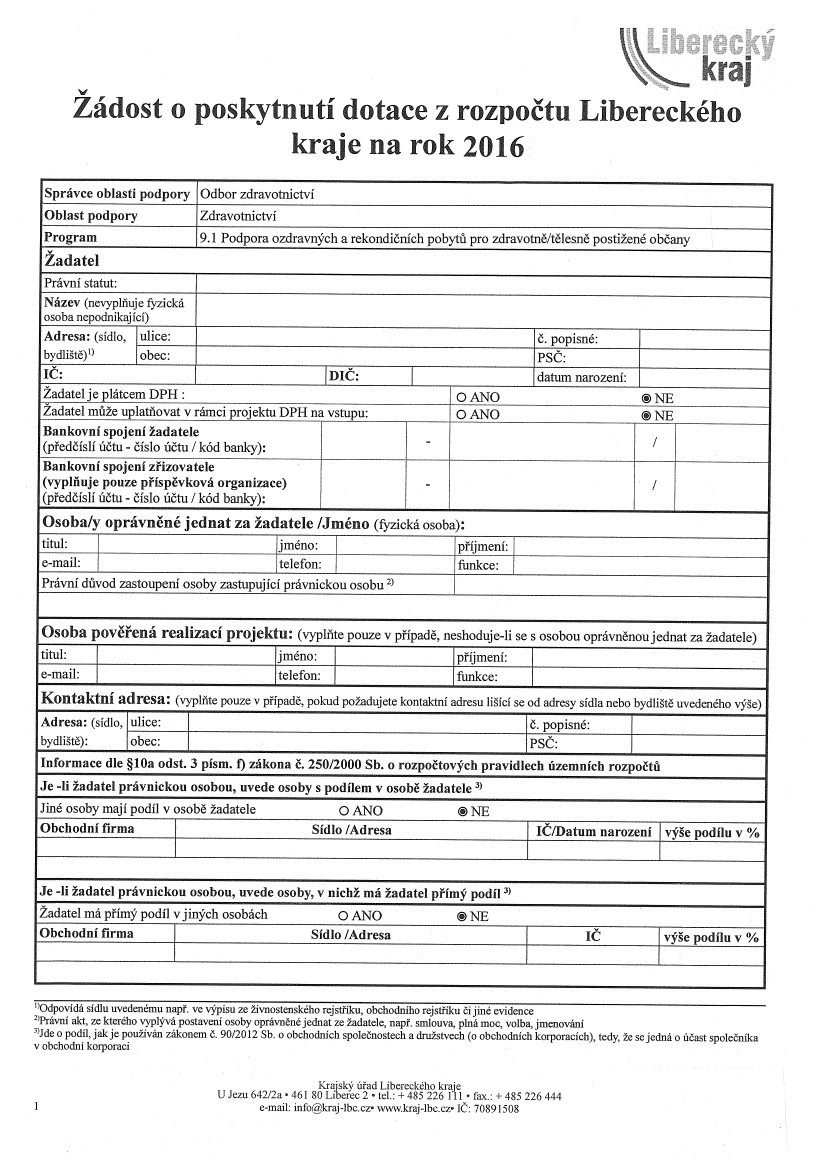 Liberecký
kraj
Žádost o poskytnutí dotace z rozpočtu Libereckého
kraje na rok 2016
Správce oblasti podpory Odbor zdravotnictví
Oblast podpory Zdravotnictví
Program 9.1 Podpora ozdravných a rekondičních pobytů pro zdravotně/tělesně postižené občany
Žadatel
Právní statut:
Název (nevyplňuje fyzická
osoba nepodnikající)
Adresa: (sídlo, ulice: č. popisné:
bydliště)1) obec: PSČ:
IČ: DIČ: datum narození:
Žadatel je plátcem DPH : ANO NE
Žadatel může uplatňovat v rámci projektu DPH na vstupu: ANO NE
Bankovní spojení žadatele
(předčíslí účtu - číslo účtu / kód banky): - /
Bankovní spojení zřizovatele
(vyplňuje pouze příspěvková organizace) - /
(předčíslí účtu - číslo účtu / kód banky):
Osoba/y oprávněné jednat za žadatele /Jméno (fyzická osoba):
titul: jméno: příjmení:
e-mail: telefon: funkce:
Právní důvod zastoupení osoby zastupující právnickou osobu 2)
Osoba pověřená realizací projektu: (vyplňte pouze v případě, neshoduje-li se s osobou oprávněnou jednat za žadatele)
titul: jméno: příjmení:
e-mail: telefon: funkce:
Kontaktní adresa: (vyplňte pouze v případě, pokud požadujete kontaktní adresu lišící se od adresy sídla nebo bydliště uvedeného výše)
Adresa: (sídlo, ulice: č. popisné:
bydliště): obec: PSČ:
Informace dle §10a odst. 3 písm. f) zákona č. 250/2000 Sb. o rozpočtových pravidlech územních rozpočtů
Je -li žadatel právnickou osobou, uvede osoby s podílem v osobě žadatele 3)
Jiné osoby mají podíl v osobě žadatele ANO NE
Obchodní firma Sídlo /Adresa IČ/Datum narození výše podílu v %
Je -li žadatel právnickou osobou, uvede osoby, v nichž má žadatel přímý podíl 3)
Žadatel má přímý podíl v jiných osobách ANO NE
Obchodní firma Sídlo /Adresa IČ výše podílu v %
1)Odpovídá sídlu uvedenému např. ve výpisu ze živnostenského rejstříku, obchodního rejstříku či jiné evidence
2)Právní akt, ze kterého vyplývá postavení osoby oprávněné jednat ze žadatele, např. smlouva, plná moc, volba, jmenování
3)Jde o podíl, jak je používán zákonem č. 90/2012 Sb. o obchodních společnostech a družstvech (o obchodních korporacích), tedy, že se jedná o účast společníka
v obchodní korporaci
Krajský úřad Libereckého kraje
U Jezu 642/2a • 461 80 Liberec 2 • tel.: + 485 226 111 • fax.: + 485 226 444
e-mail: info@kraj-lbc.cz• www.kraj-lbc.cz• IČ: 70891508
1